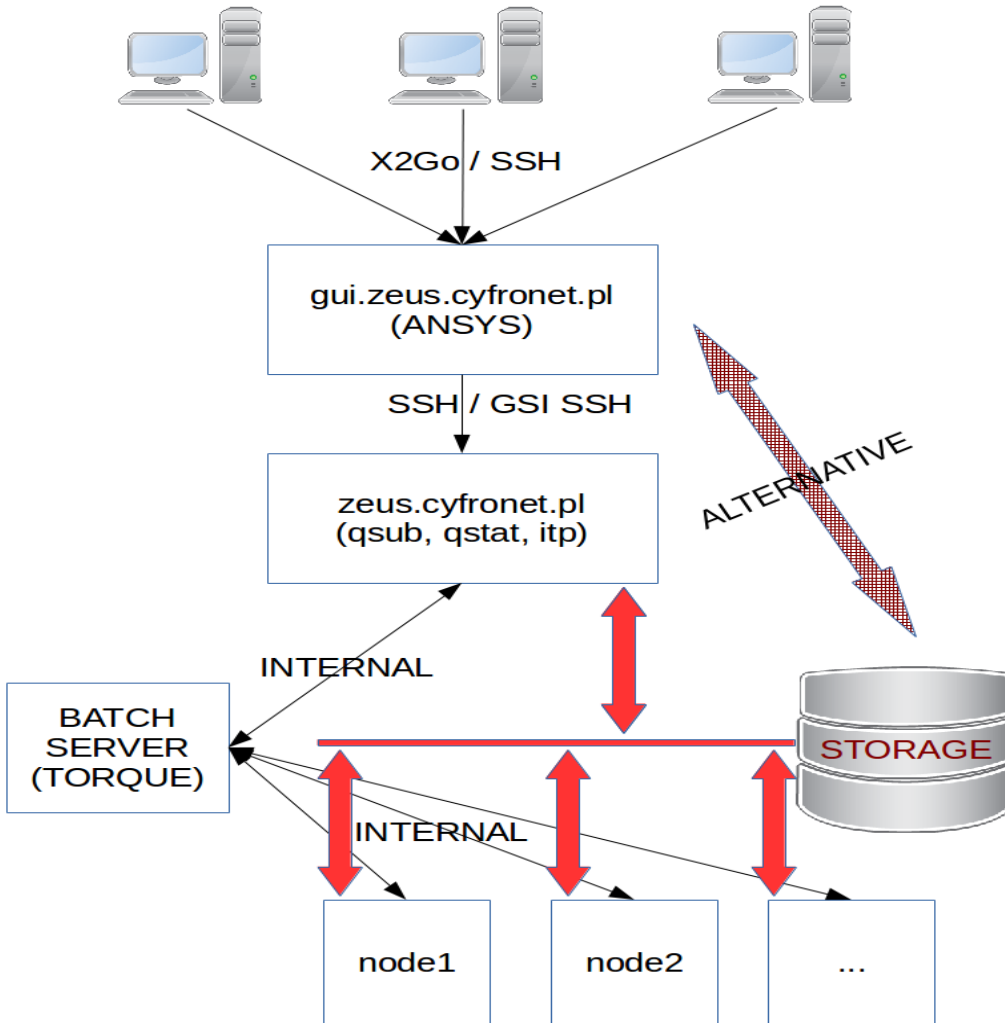 X2Go / SSH
gui.zeus.cyfronet.pl
(ANSYS)
SSH / GSI SSH
zeus.cyfronet.pl
(qsub, qstat, itp)
ALTERNATIVE
INTERNAL
BATCH
SERVER
(TORQUE)
STORAGE
INTERNAL
node1
node2
...